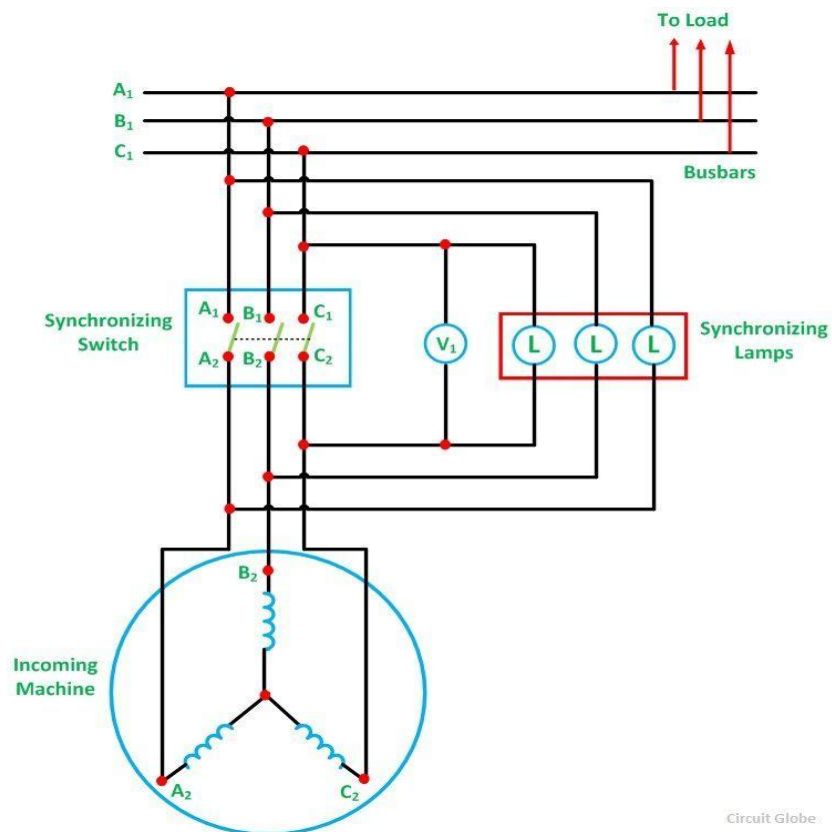 To Load
A₁
B₁
C₁
Busbars
Synchronizing
Switch
A₁ B₁ C₁
A₂ B₂ C₂
V₁
L L L
Synchronizing
Lamps
B₂
Incoming
Machine
A₂
C₂
Circuit Globe